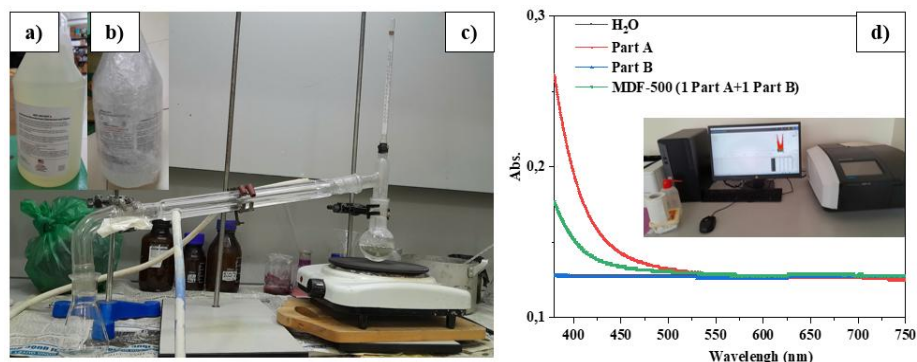 a)
b)
c)
d)
0,3
0,2
0,1
Abs.
H₂O
Part A
Part B
MDF-500 (1 Part A+1 Part B)
400
450
500
550
600
650
700
750
Wavelengh (nm)